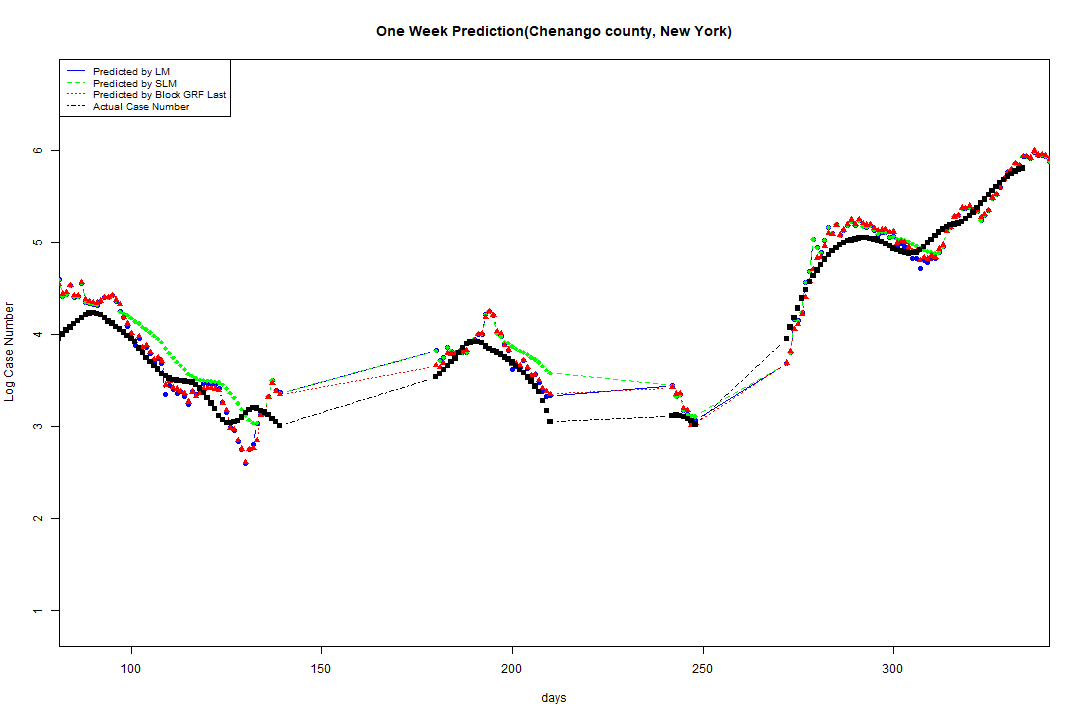 One Week Prediction(Chenango county, New York)
Predicted by LM
Predicted by SLM
Predicted by Block GRF Last
Actual Case Number
Log Case Number
6
5
4
3
2
1
100 150 200 250 300
days